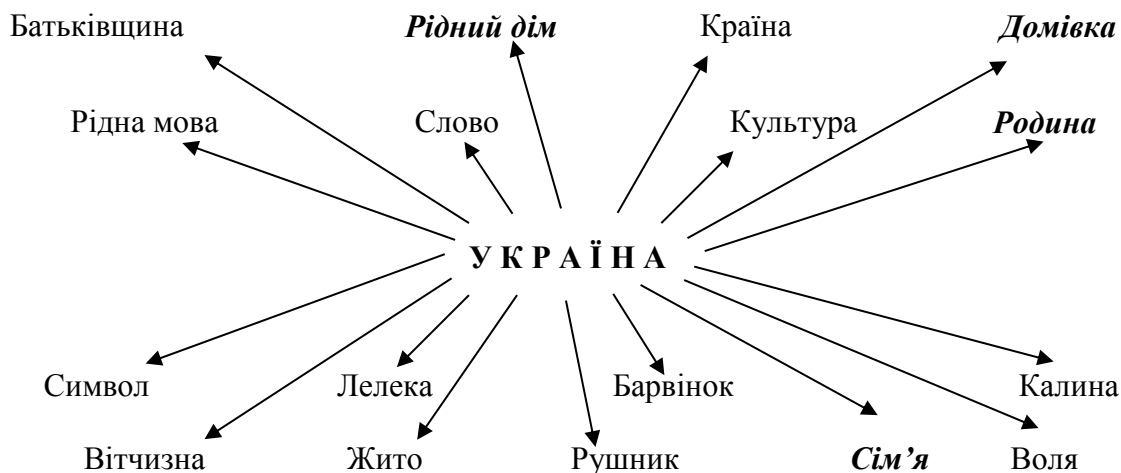 Батьківщина Рідний дім Країна Домівка
Рідна мова Слово Культура Родина
У К Р А Ї Н А
Символ Лелека Барвінок Калина
Вітчизна Жито Рушник Сім’я Воля